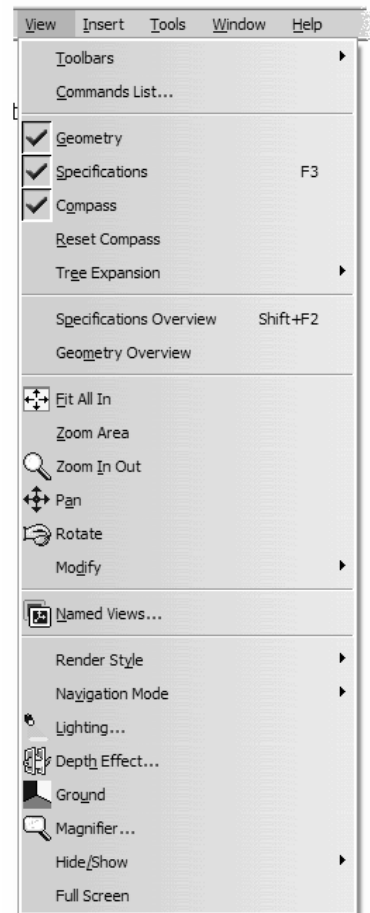 View Insert Tools Window Help
Toolbars
Commands List...
Geometry
Specifications F3
Compass
Reset Compass
Tree Expansion
Specifications Overview Shift+F2
Geometry Overview
Fit All In
Zoom Area
Zoom In Out
Pan
Rotate
Modify
Named Views...
Render Style
Navigation Mode
Lighting...
Depth Effect...
Ground
Magnifier...
Hide/Show
Full Screen